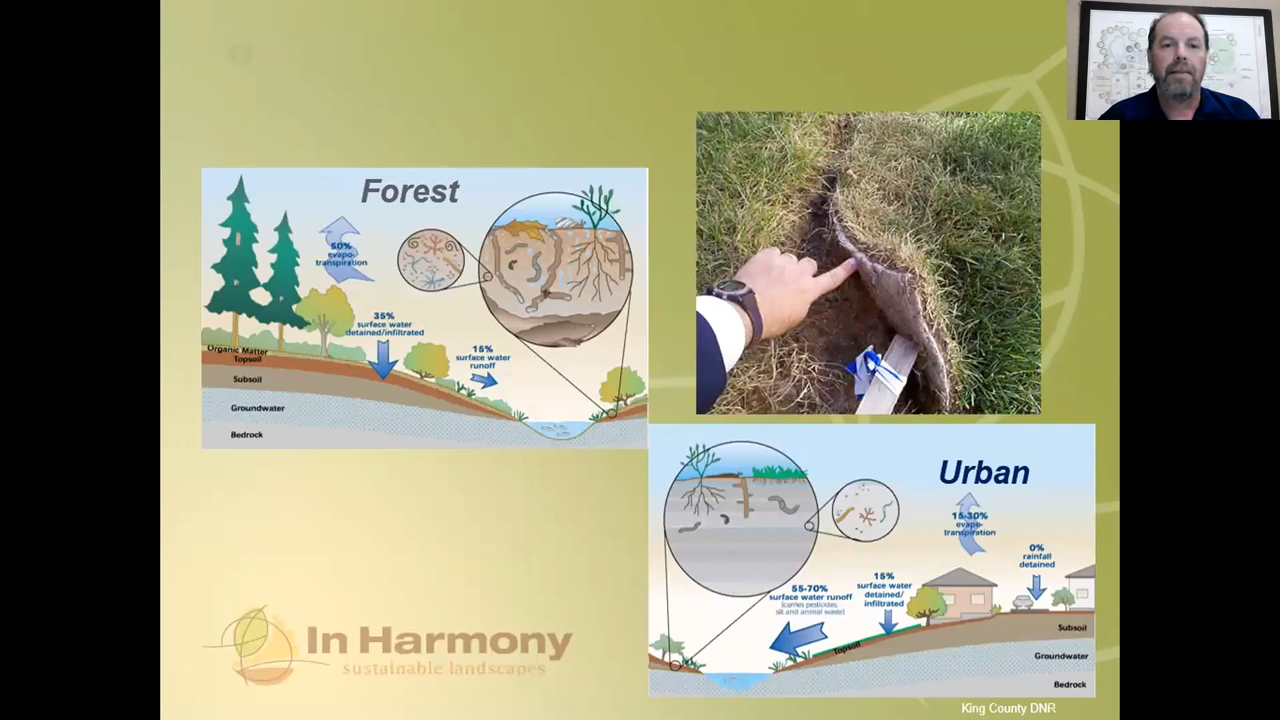 Forest
50%
evapo-
transpiration
35%
surface water
detained/infiltrated
15%
surface water
runoff
Organic Matter
Topsoil
Subsoil
Groundwater
Bedrock
Urban
15-30%
evapo-
transpiration
0%
rainfall
detained
55-70%
surface water runoff
(carries pesticides,
silt and animal waste)
15%
surface water
detained/
infiltrated
Topsoil
Subsoil
Groundwater
Bedrock
In Harmony
sustainable landscapes
King County DNR